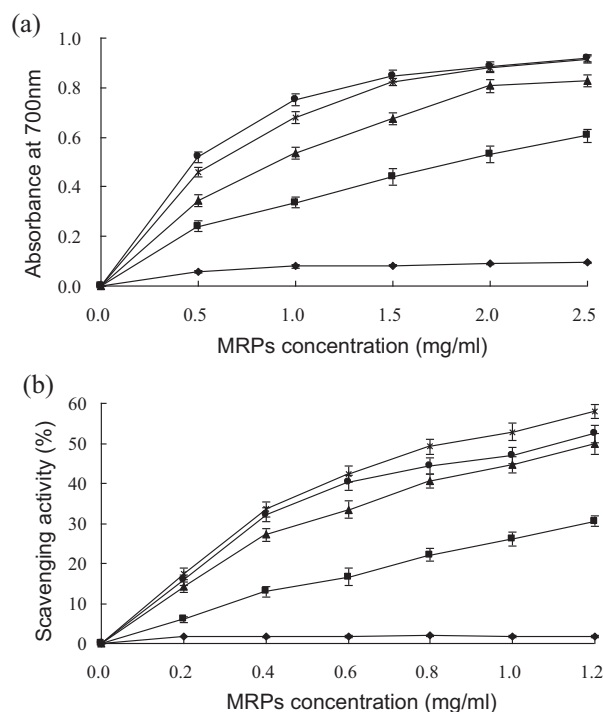 (a)
Absorbance at 700nm
1.0
0.8
0.6
0.4
0.2
0.0
0.0 0.5 1.0 1.5 2.0 2.5
MRPs concentration (mg/ml)
(b)
Scavenging activity (%)
60
50
40
30
20
10
0
0.0 0.2 0.4 0.6 0.8 1.0 1.2
MRPs concentration (mg/ml)